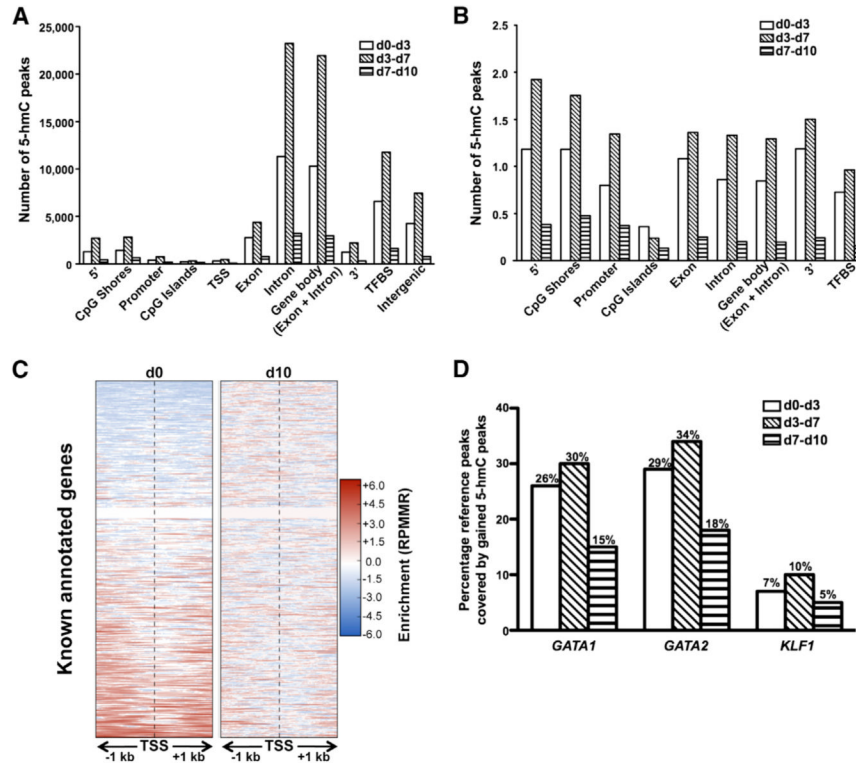 A
Number of 5-hmC peaks
25,000
20,000
15,000
10,000
5,000
0
d0-d3
d3-d7
d7-d10
5'
CpG Shores
Promoter
CpG Islands
TSS
Exon
Intron
Gene body
(Exon + Intron)
3'
TFBS
Intergenic
B
Number of 5-hmC peaks
2.5
2.0
1.5
1.0
0.5
0
d0-d3
d3-d7
d7-d10
5'
CpG Shores
Promoter
CpG Islands
Exon
Intron
Gene body
(Exon + Intron)
3'
TFBS
C
d0
d10
Known annotated genes
+6.0
+4.5
+3.0
+1.5
0.0
-1.5
-3.0
-4.5
-6.0
Enrichment (RPMMR)
TSS
-1 kb
+1 kb
TSS
-1 kb
+1 kb
D
Percentage reference peaks
covered by gained 5-hmC peaks
40
30
20
10
0
d0-d3
d3-d7
d7-d10
26%
30%
15%
29%
34%
18%
7%
10%
5%
GATA1
GATA2
KLF1